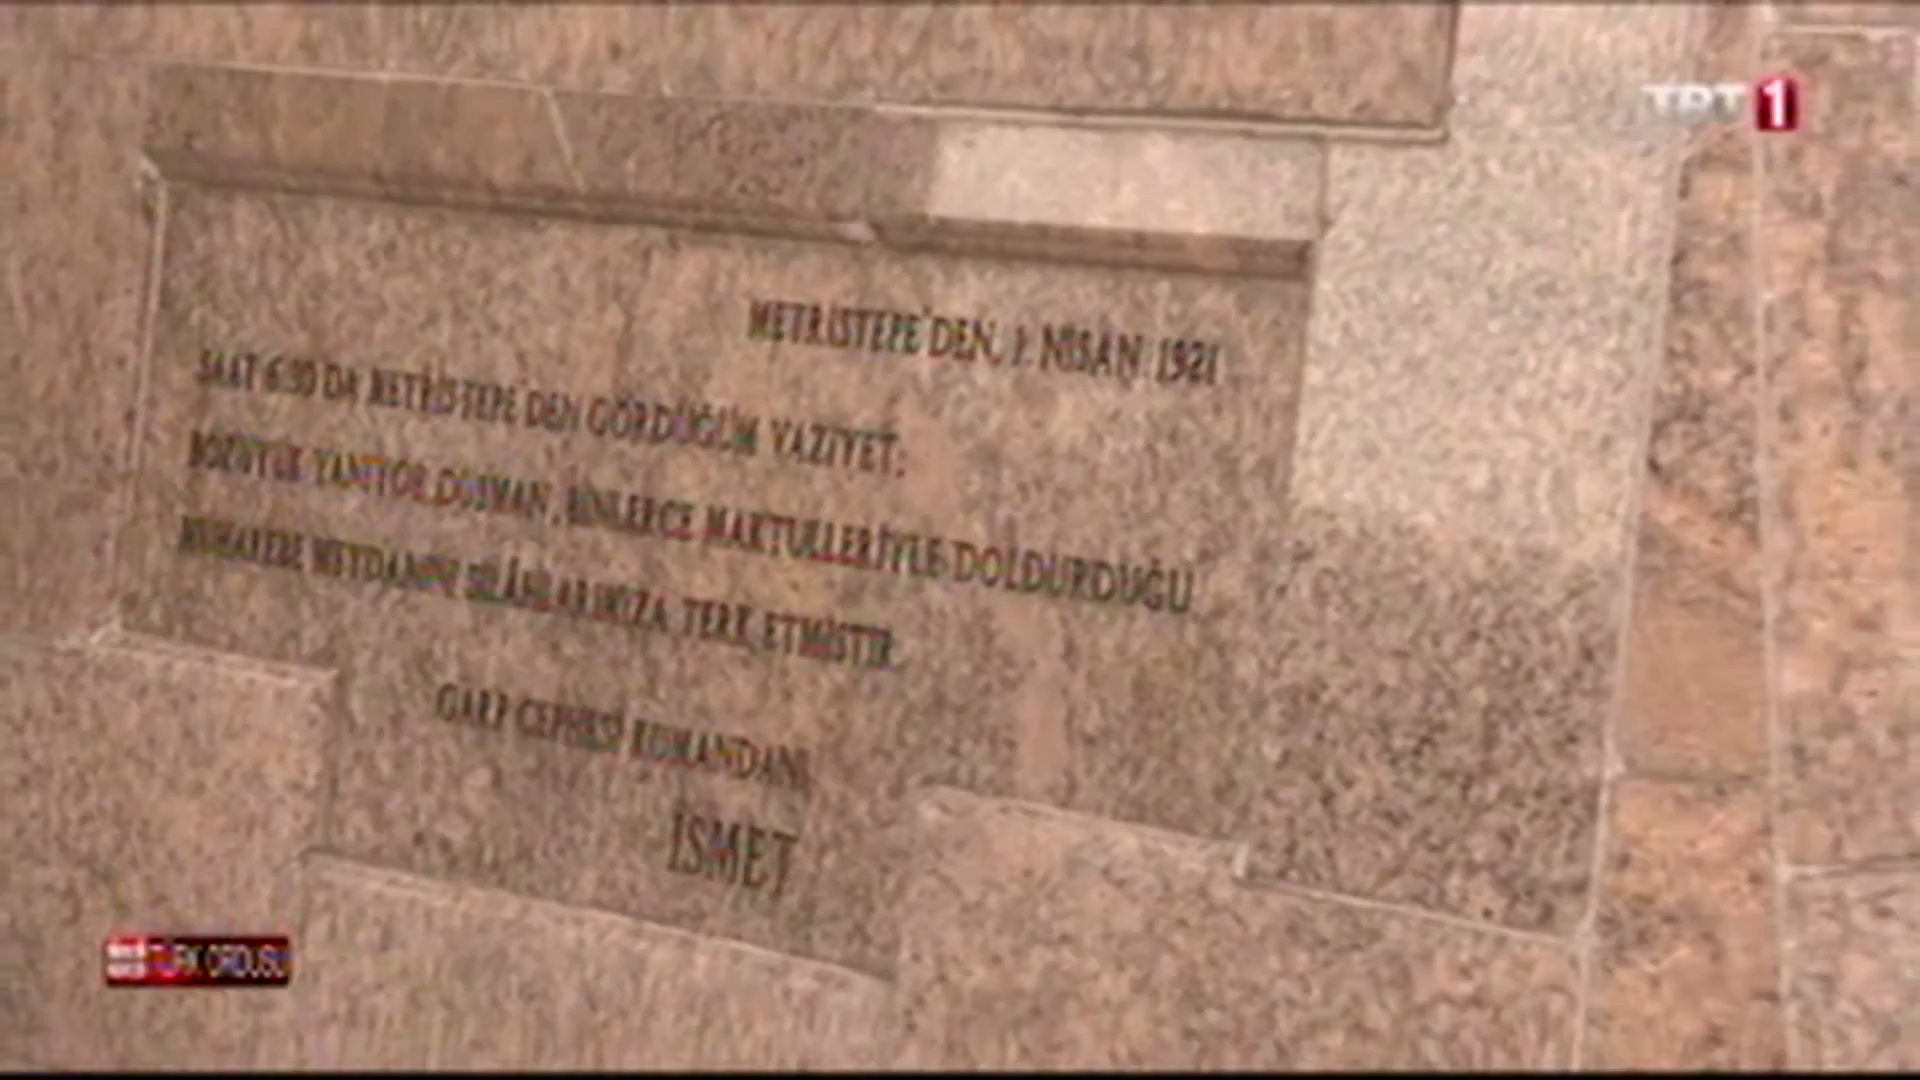 TRT 1
METRİSTEPE'DEN, 1. NİSAN 1921
SAAT 6.30 DA METRİSTEPE'DEN GÖRDÜĞÜM VAZİYET:
BOZÜYÜK YANIYOR, DÜŞMAN, BİNLERCE MAKTULLERİYLE DOLDURDUĞU
MUHAREBE MEYDANINI SİLÂHLARIMIZA TERK ETMİŞTİR.
GARP CEPHESİ KUMANDANI
İSMET
TÜRK ORDUSU